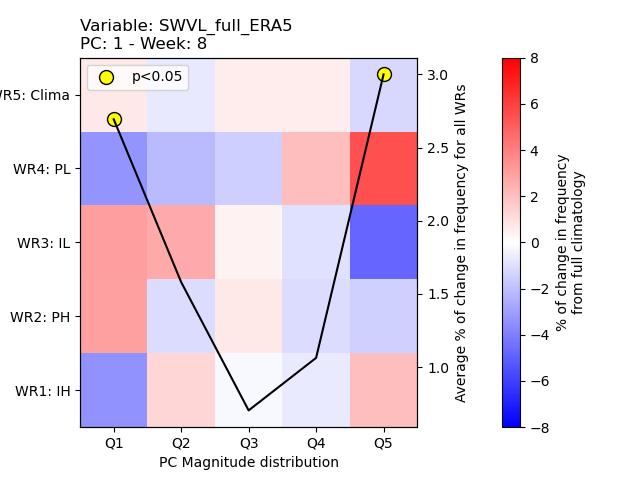 Variable: SWVL_full_ERA5
PC: 1 - Week: 8
p<0.05
WR5: Clima
WR4: PL
WR3: IL
WR2: PH
WR1: IH
Q1 Q2 Q3 Q4 Q5
PC Magnitude distribution
3.0
2.5
2.0
1.5
1.0
Average % of change in frequency for all WRs
8
6
4
2
0
−2
−4
−6
−8
% of change in frequency
from full climatology